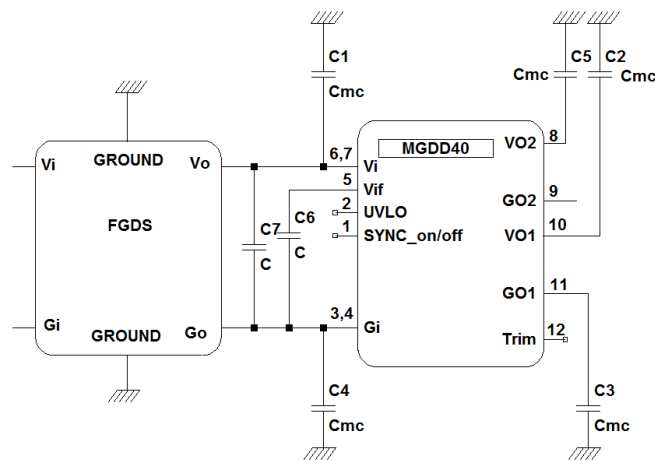 C1
Cmc
C5
Cmc
C2
Cmc
MGDD40
Vi
GROUND
Vo
6,7
Vi
VO2
8
5
Vif
2
UVLO
GO2
9
FGDS
C7
C
C6
C
1
SYNC_on/off
VO1
10
GO1
11
Gi
GROUND
Go
3,4
Gi
Trim
12
C4
Cmc
C3
Cmc